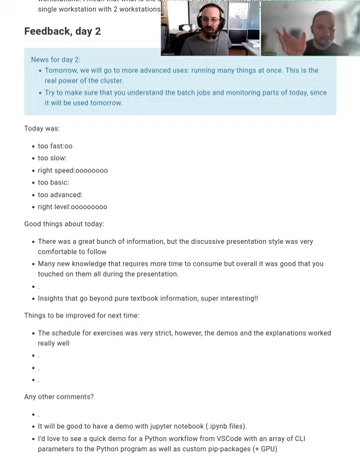 single workstation with 2 workstations
Feedback, day 2
News for day 2:
• Tomorrow, we will go to more advanced uses: running many things at once. This is the
real power of the cluster.
• Try to make sure that you understand the batch jobs and monitoring parts of today, since
it will be used tomorrow.
Today was:
• too fast:oo
• too slow:
• right speed:oooooooo
• too basic:
• too advanced:
• right level:ooooooooo
Good things about today:
• There was a great bunch of information, but the discussive presentation style was very
comfortable to follow
• Many new knowledge that requires more time to consume but overall it was good that you
touched on them all during the presentation.
• .
• Insights that go beyond pure textbook information, super interesting!!
Things to be improved for next time:
• The schedule for exercises was very strict, however, the demos and the explanations worked
really well
• .
• .
• .
Any other comments?
• .
• It will be good to have a demo with jupyter notebook (.ipynb files).
• I'd love to see a quick demo for a Python workflow from VSCode with an array of CLI
parameters to the Python program as well as custom pip-packages (+ GPU)